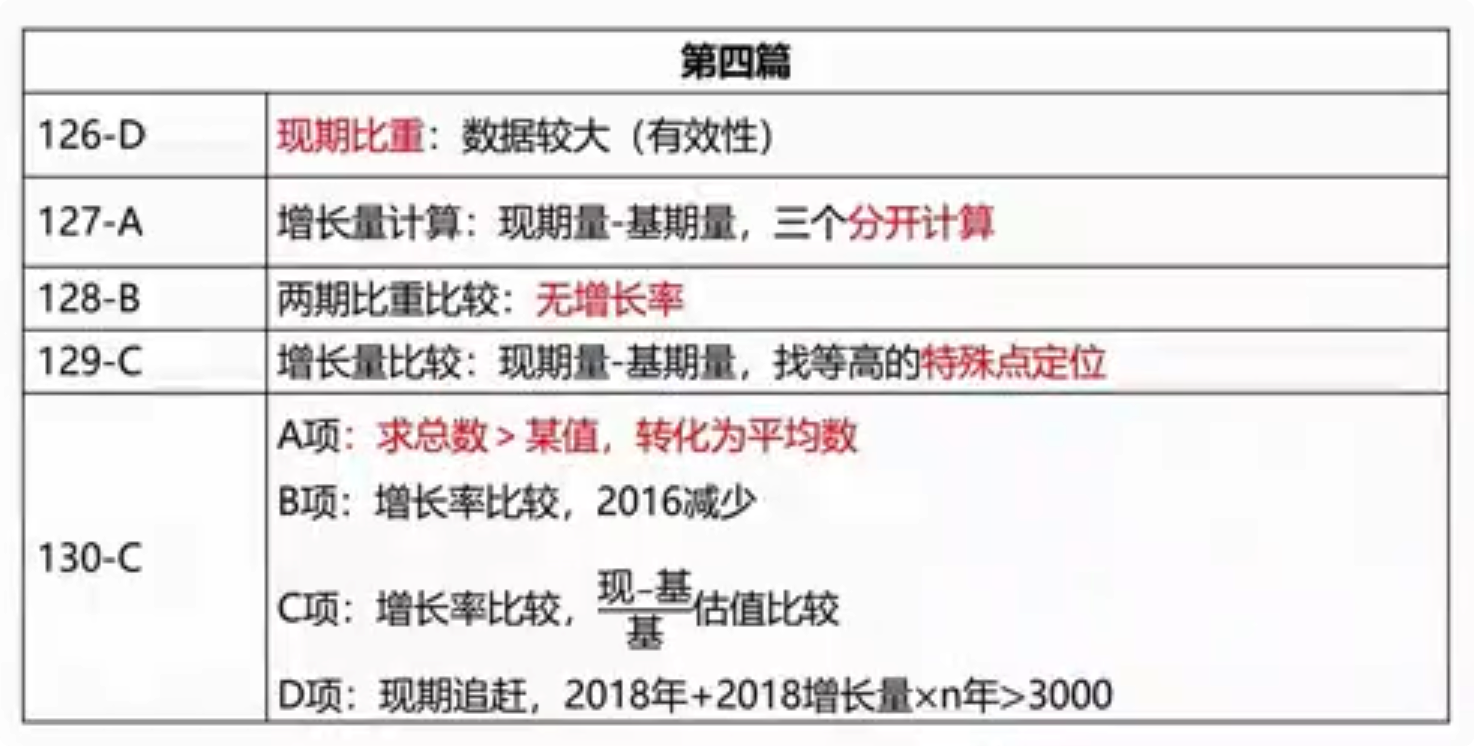 第四篇
126-D
现期比重：数据较大（有效性）
127-A
增长量计算：现期量-基期量，三个分开计算
128-B
两期比重比较：无增长率
129-C
增长量比较：现期量-基期量，找等高的特殊点定位
130-C
A项：求总数 > 某值，转化为平均数
B项：增长率比较，2016减少
C项：增长率比较，现-基/基估值比较
D项：现期追赶，2018年+2018增长量×n年>3000